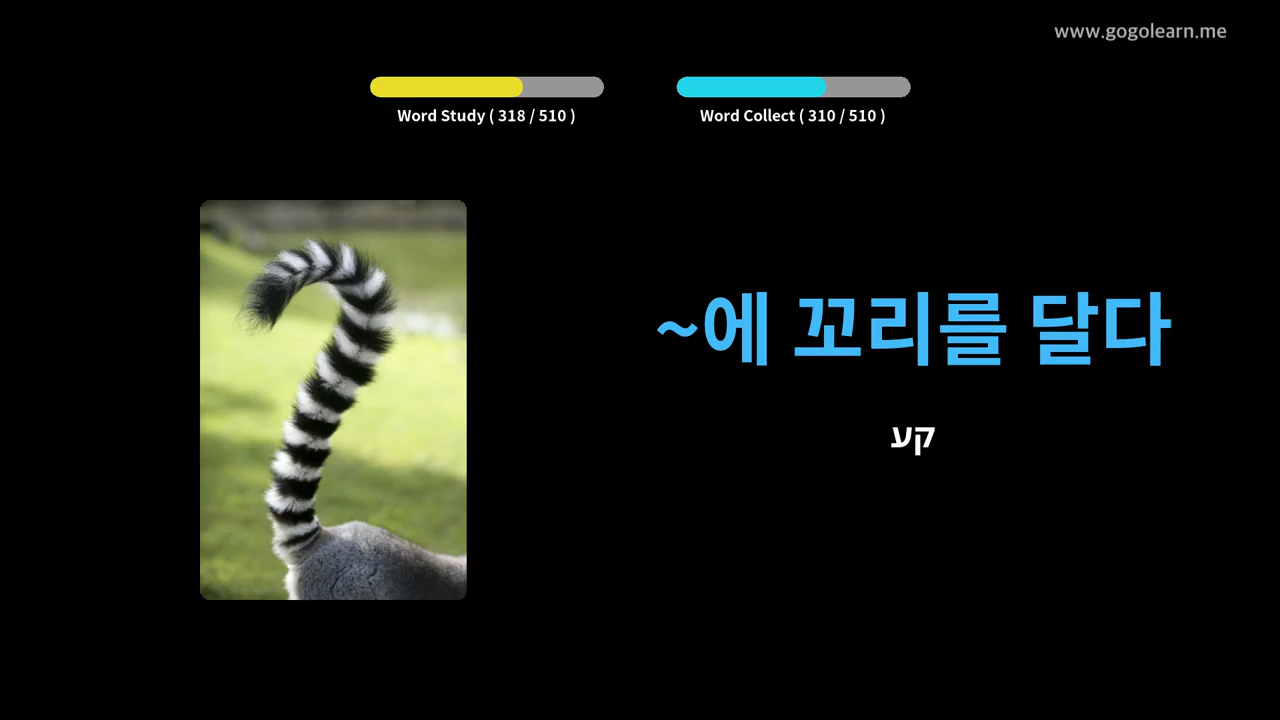 www.gogolearn.me
Word Study ( 318 / 510 )
Word Collect ( 310 / 510 )
~에 꼬리를 달다
קע